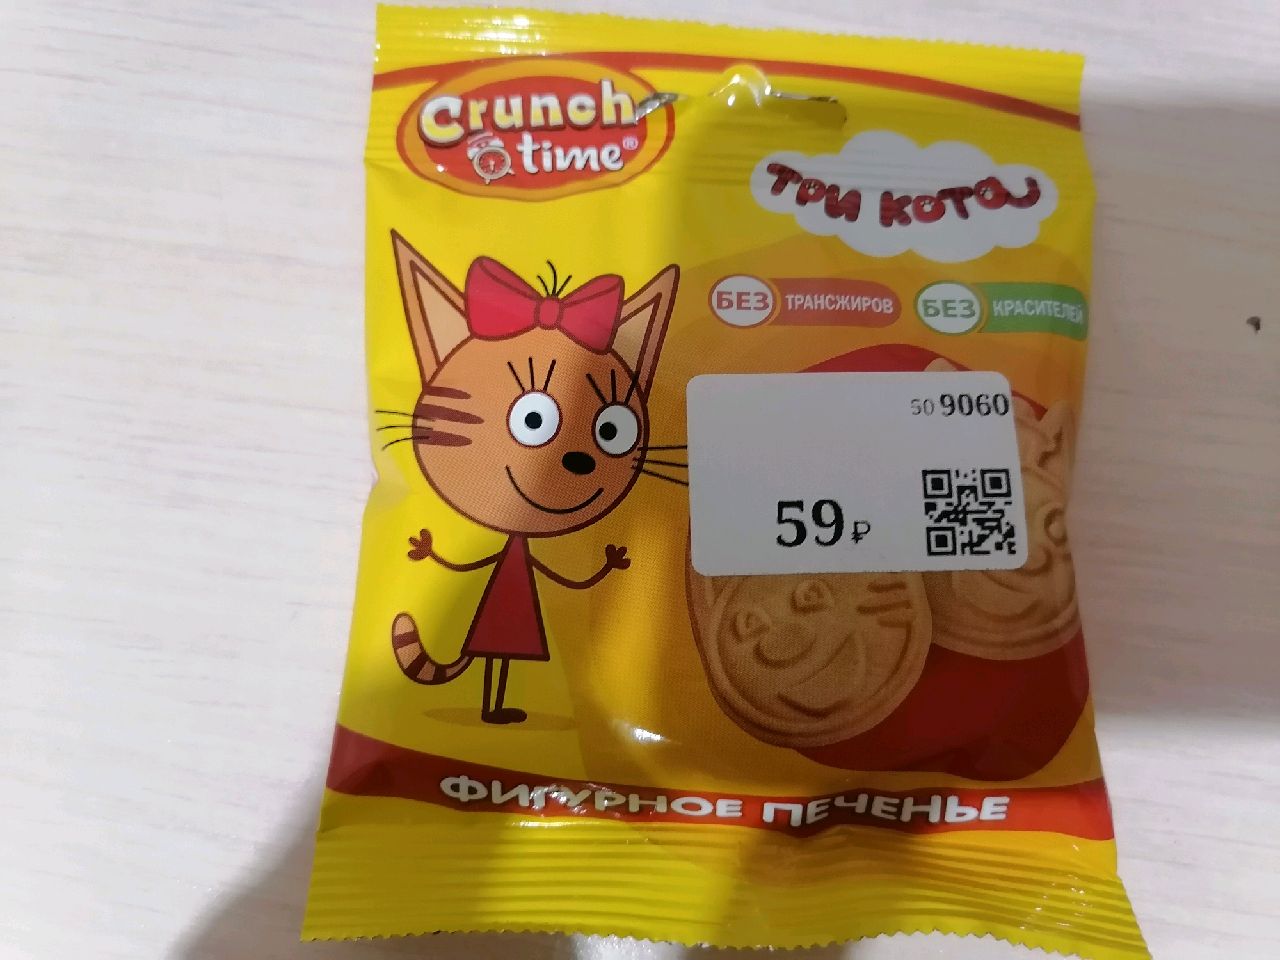 Crunch
time®
ТРИ КОТА
БЕЗ ТРАНСЖИРОВ
БЕЗ КРАСИТЕЛЕЙ
50 9060
59 ₽
ФИГУРНОЕ ПЕЧЕНЬЕ